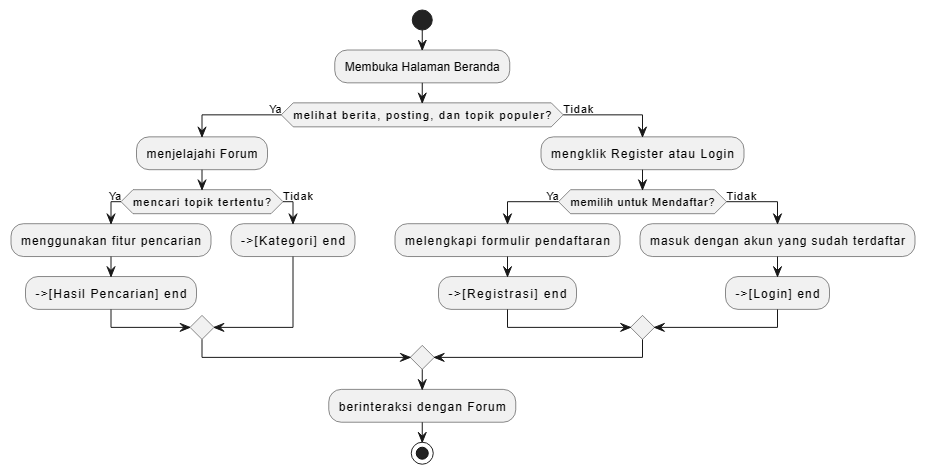 Membuka Halaman Beranda
Ya
melihat berita, posting, dan topik populer?
Tidak
menjelajahi Forum
mengklik Register atau Login
Ya
mencari topik tertentu?
Tidak
Ya
memilih untuk Mendaftar?
Tidak
menggunakan fitur pencarian
->[Kategori] end
melengkapi formulir pendaftaran
masuk dengan akun yang sudah terdaftar
->[Hasil Pencarian] end
->[Registrasi] end
->[Login] end
berinteraksi dengan Forum